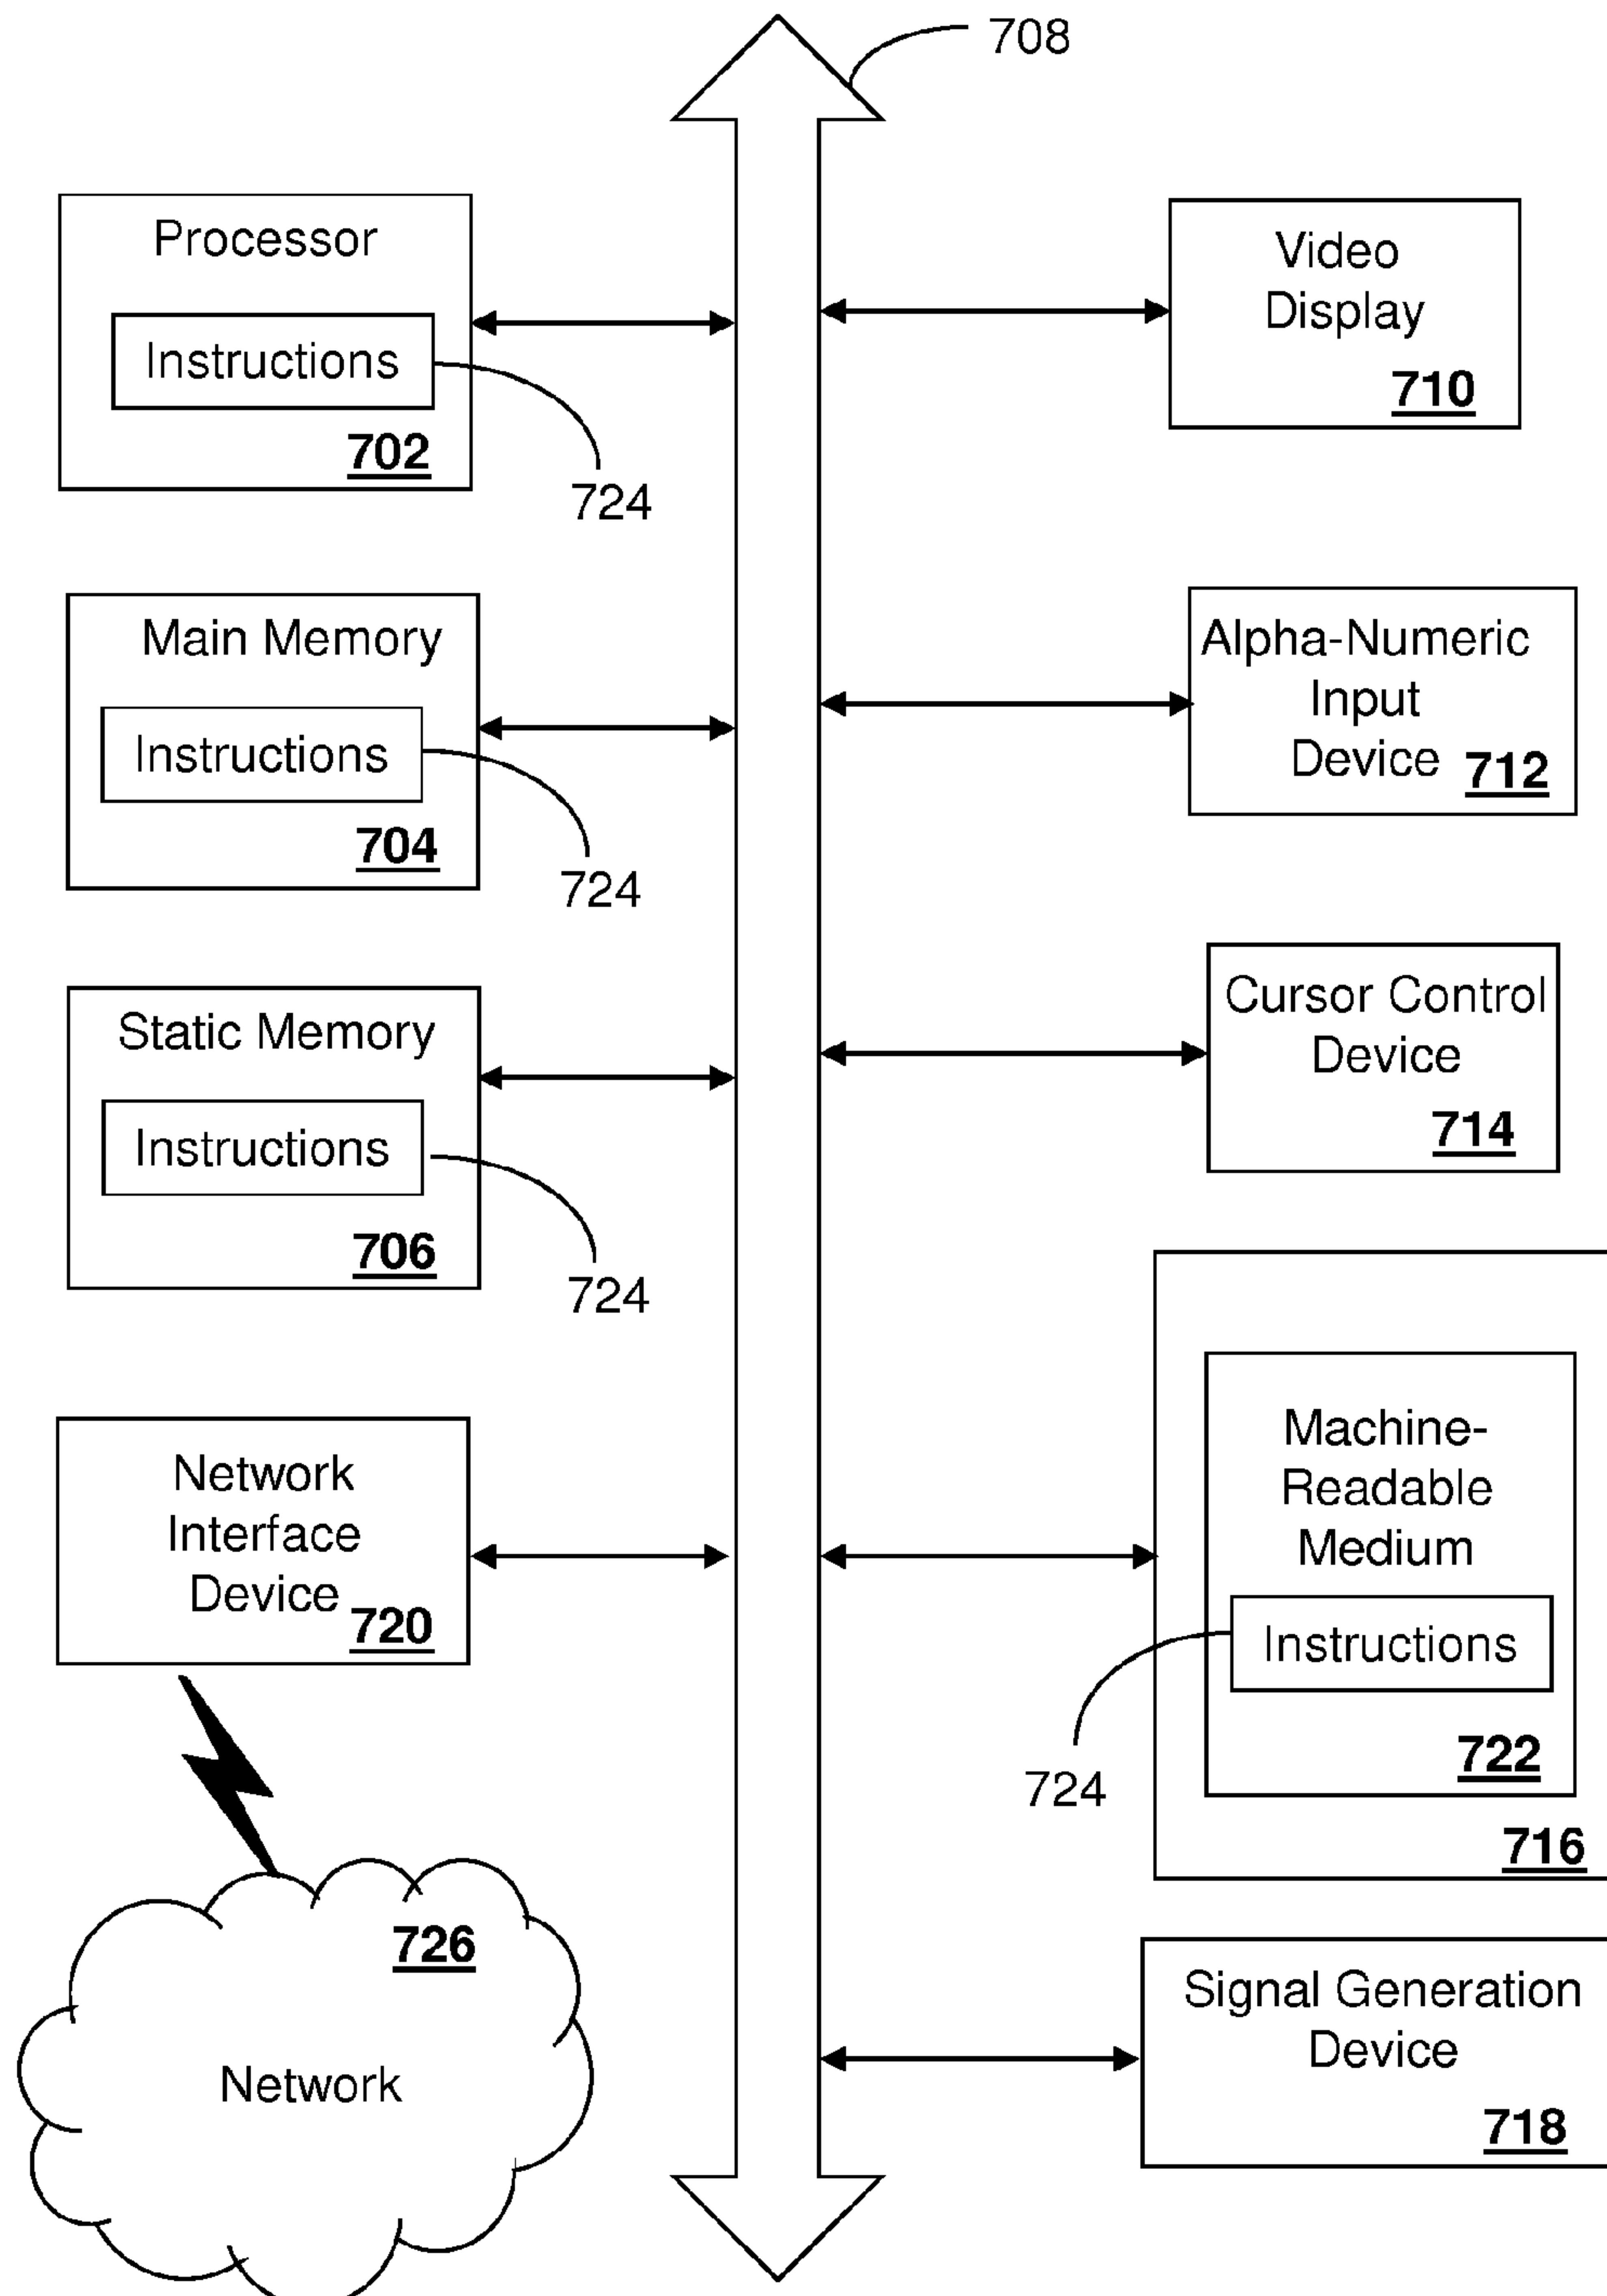 708
Processor
Instructions
702
724
Main Memory
Instructions
704
724
Static Memory
Instructions
706
724
Network
Interface
Device
720
726
Network
Video
Display
710
Alpha-Numeric
Input
Device 712
Cursor Control
Device
714
Machine-
Readable
Medium
Instructions
724
722
716
Signal Generation
Device
718